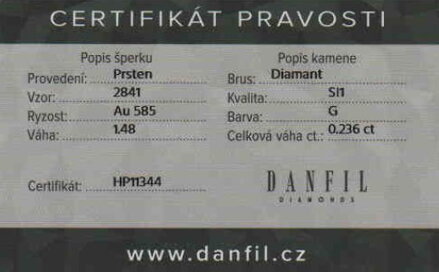 CERTIFIKÁT PRAVOSTI
Popis šperku
Provedení: Prsten
Vzor: 2841
Ryzost: Au 585
Váha: 1.48
Certifikát: HP11344
Popis kamene
Brus: Diamant
Kvalita: SI1
Barva: G
Celková váha ct.: 0.236 ct
DANFIL
DIAMONDS
www.danfil.cz